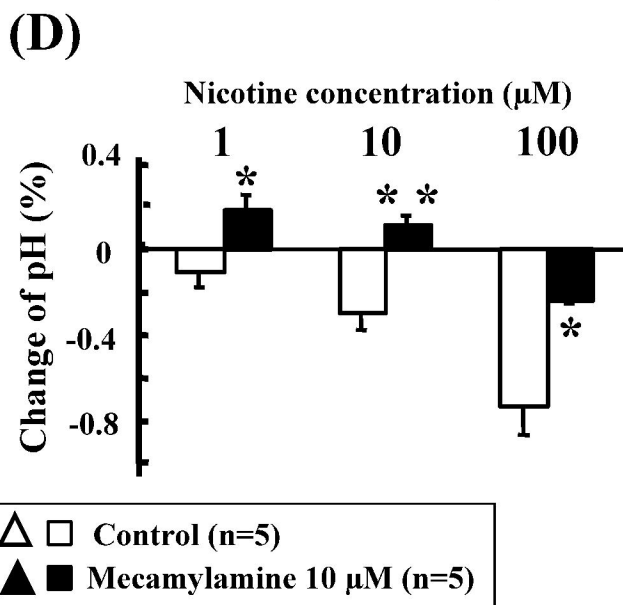 (D)
Nicotine concentration (μM)
1 10 100
0.4
*
* *
0
-0.4
*
-0.8
Change of pH (%)
Control (n=5)
Mecamylamine 10 μM (n=5)